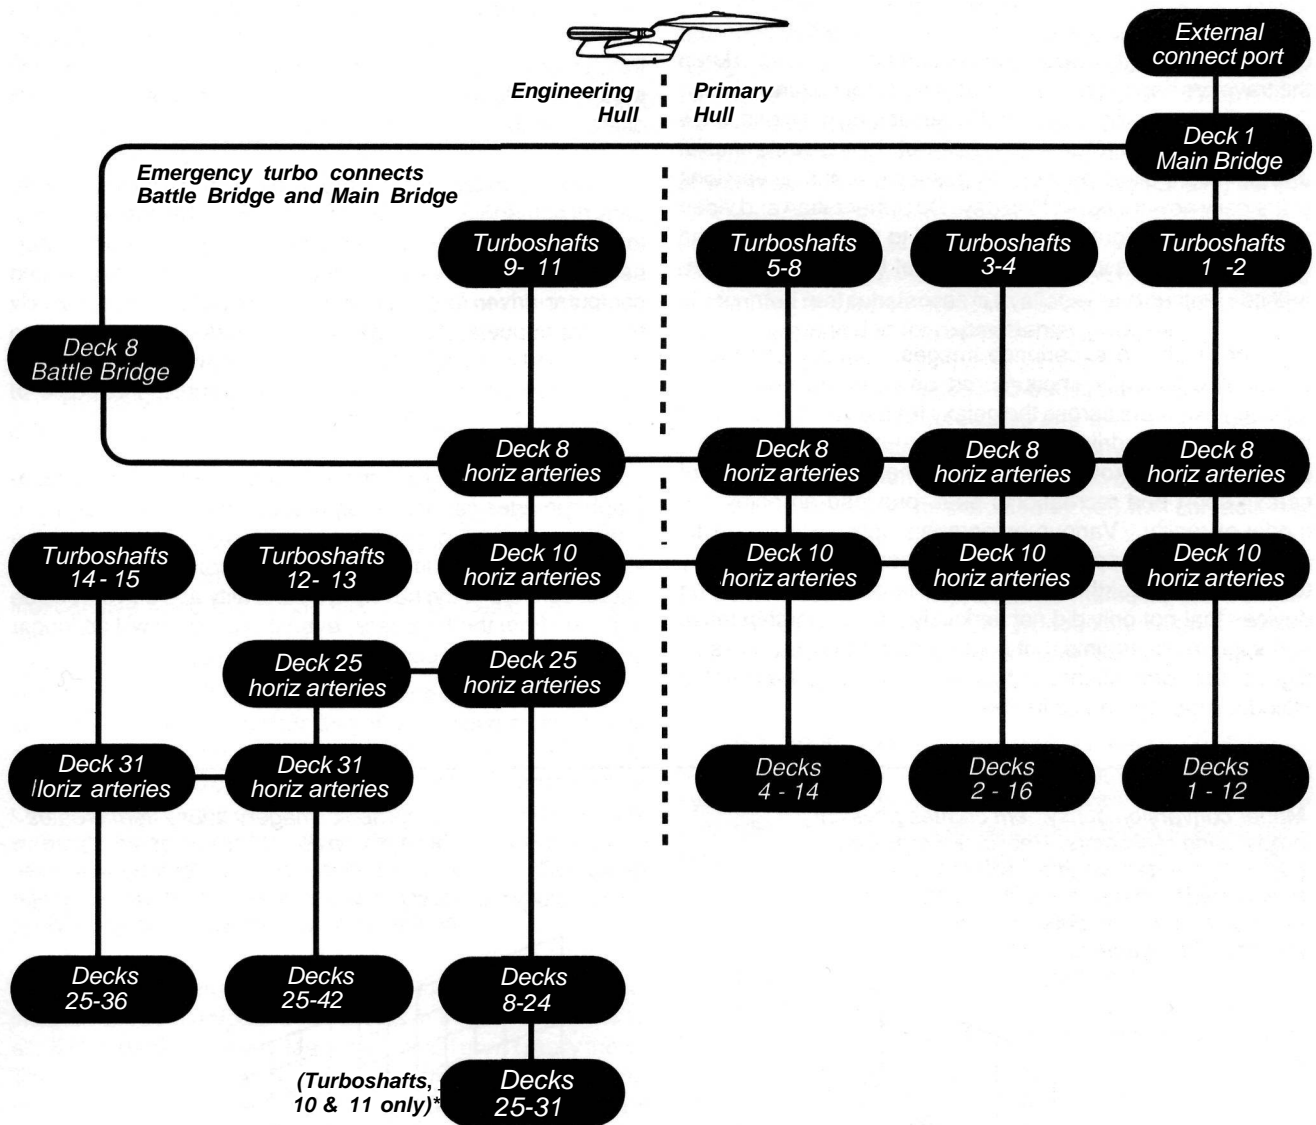 External
connect port
Engineering
Hull
Primary
Hull
Deck 1
Main Bridge
Emergency turbo connects
Battle Bridge and Main Bridge
Turboshafts
9- 11
Turboshafts
5-8
Turboshafts
3-4
Turboshafts
1 -2
Deck 8
Battle Bridge
Deck 8
horiz arteries
Deck 8
horiz arteries
Deck 8
horiz arteries
Deck 8
horiz arteries
Turboshafts
14 - 15
Turboshafts
12- 13
Deck 10
horiz arteries
Deck 10
horiz arteries
Deck 10
horiz arteries
Deck 10
horiz arteries
Deck 25
horiz arteries
Deck 25
horiz arteries
Deck 31
lloriz arteries
Deck 31
horiz arteries
Decks
4 - 14
Decks
2 - 16
Decks
1 - 12
Decks
25-36
Decks
25-42
Decks
8-24
(Turboshafts,
10 & 11 only)*
Decks
25-31